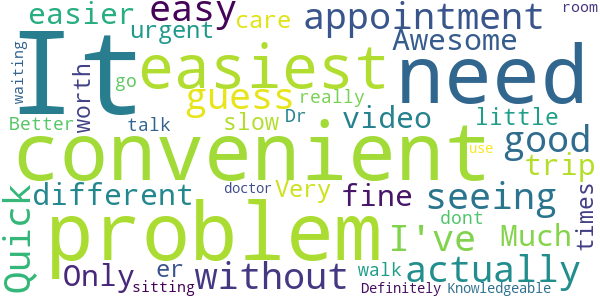 It
easier
easy
urgent
care
appointment
Awesome
room
easiest
need
waiting
worth
go
guess
really
Better
talk
slow
Dr
video
little
good
convenient
use
trip
Quick
different
doctor
Very
fine
seeing
times
problem
I've
dont
Much
Only
er
sitting
without
walk
actually
Definitely
Knowledgeable